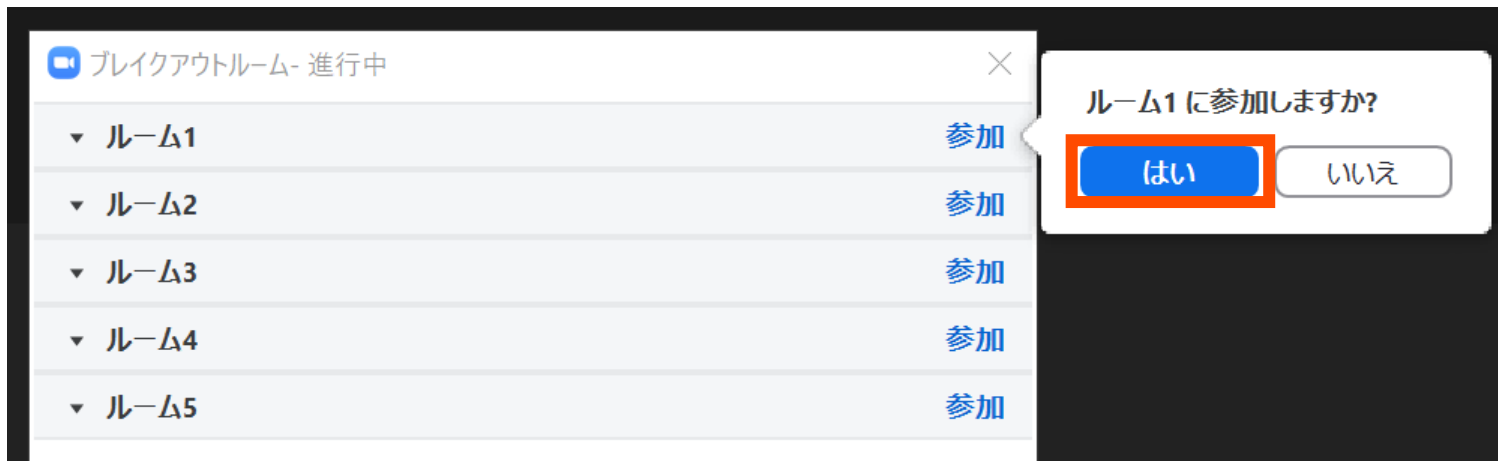 ブレイクアウトルーム- 進行中
ルーム1 参加
ルーム1 に参加しますか?
はい いいえ
ルーム2 参加
ルーム3 参加
ルーム4 参加
ルーム5 参加